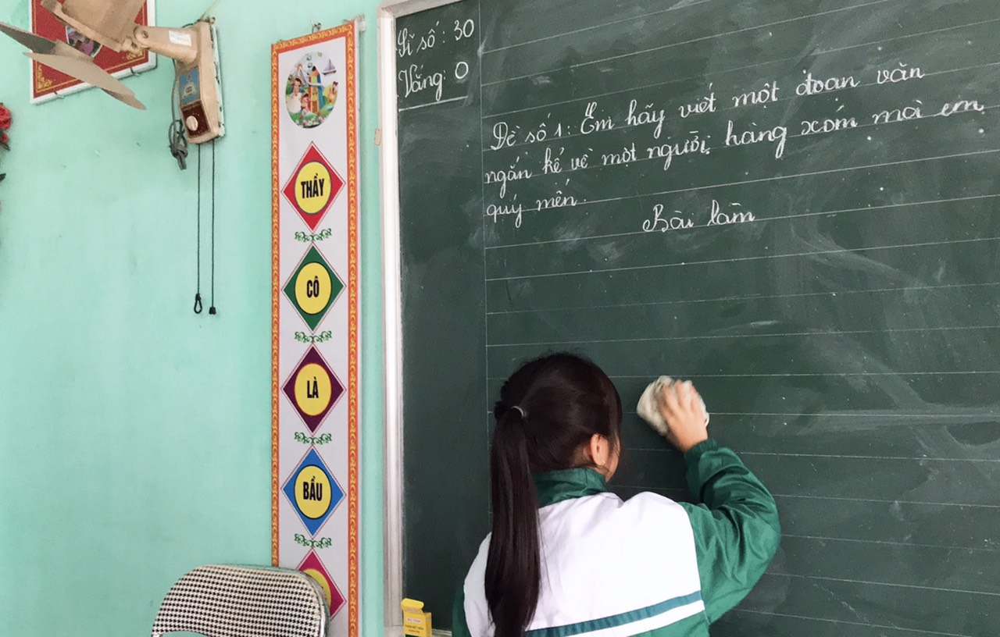 THẦY
CÔ
LÀ
BẦU
Sĩ số: 30
Vắng: 0
Đề số 1: Em hãy viết một đoan văn
ngắn kể về một người hàng xóm mà em
quý mến.
Bài làm